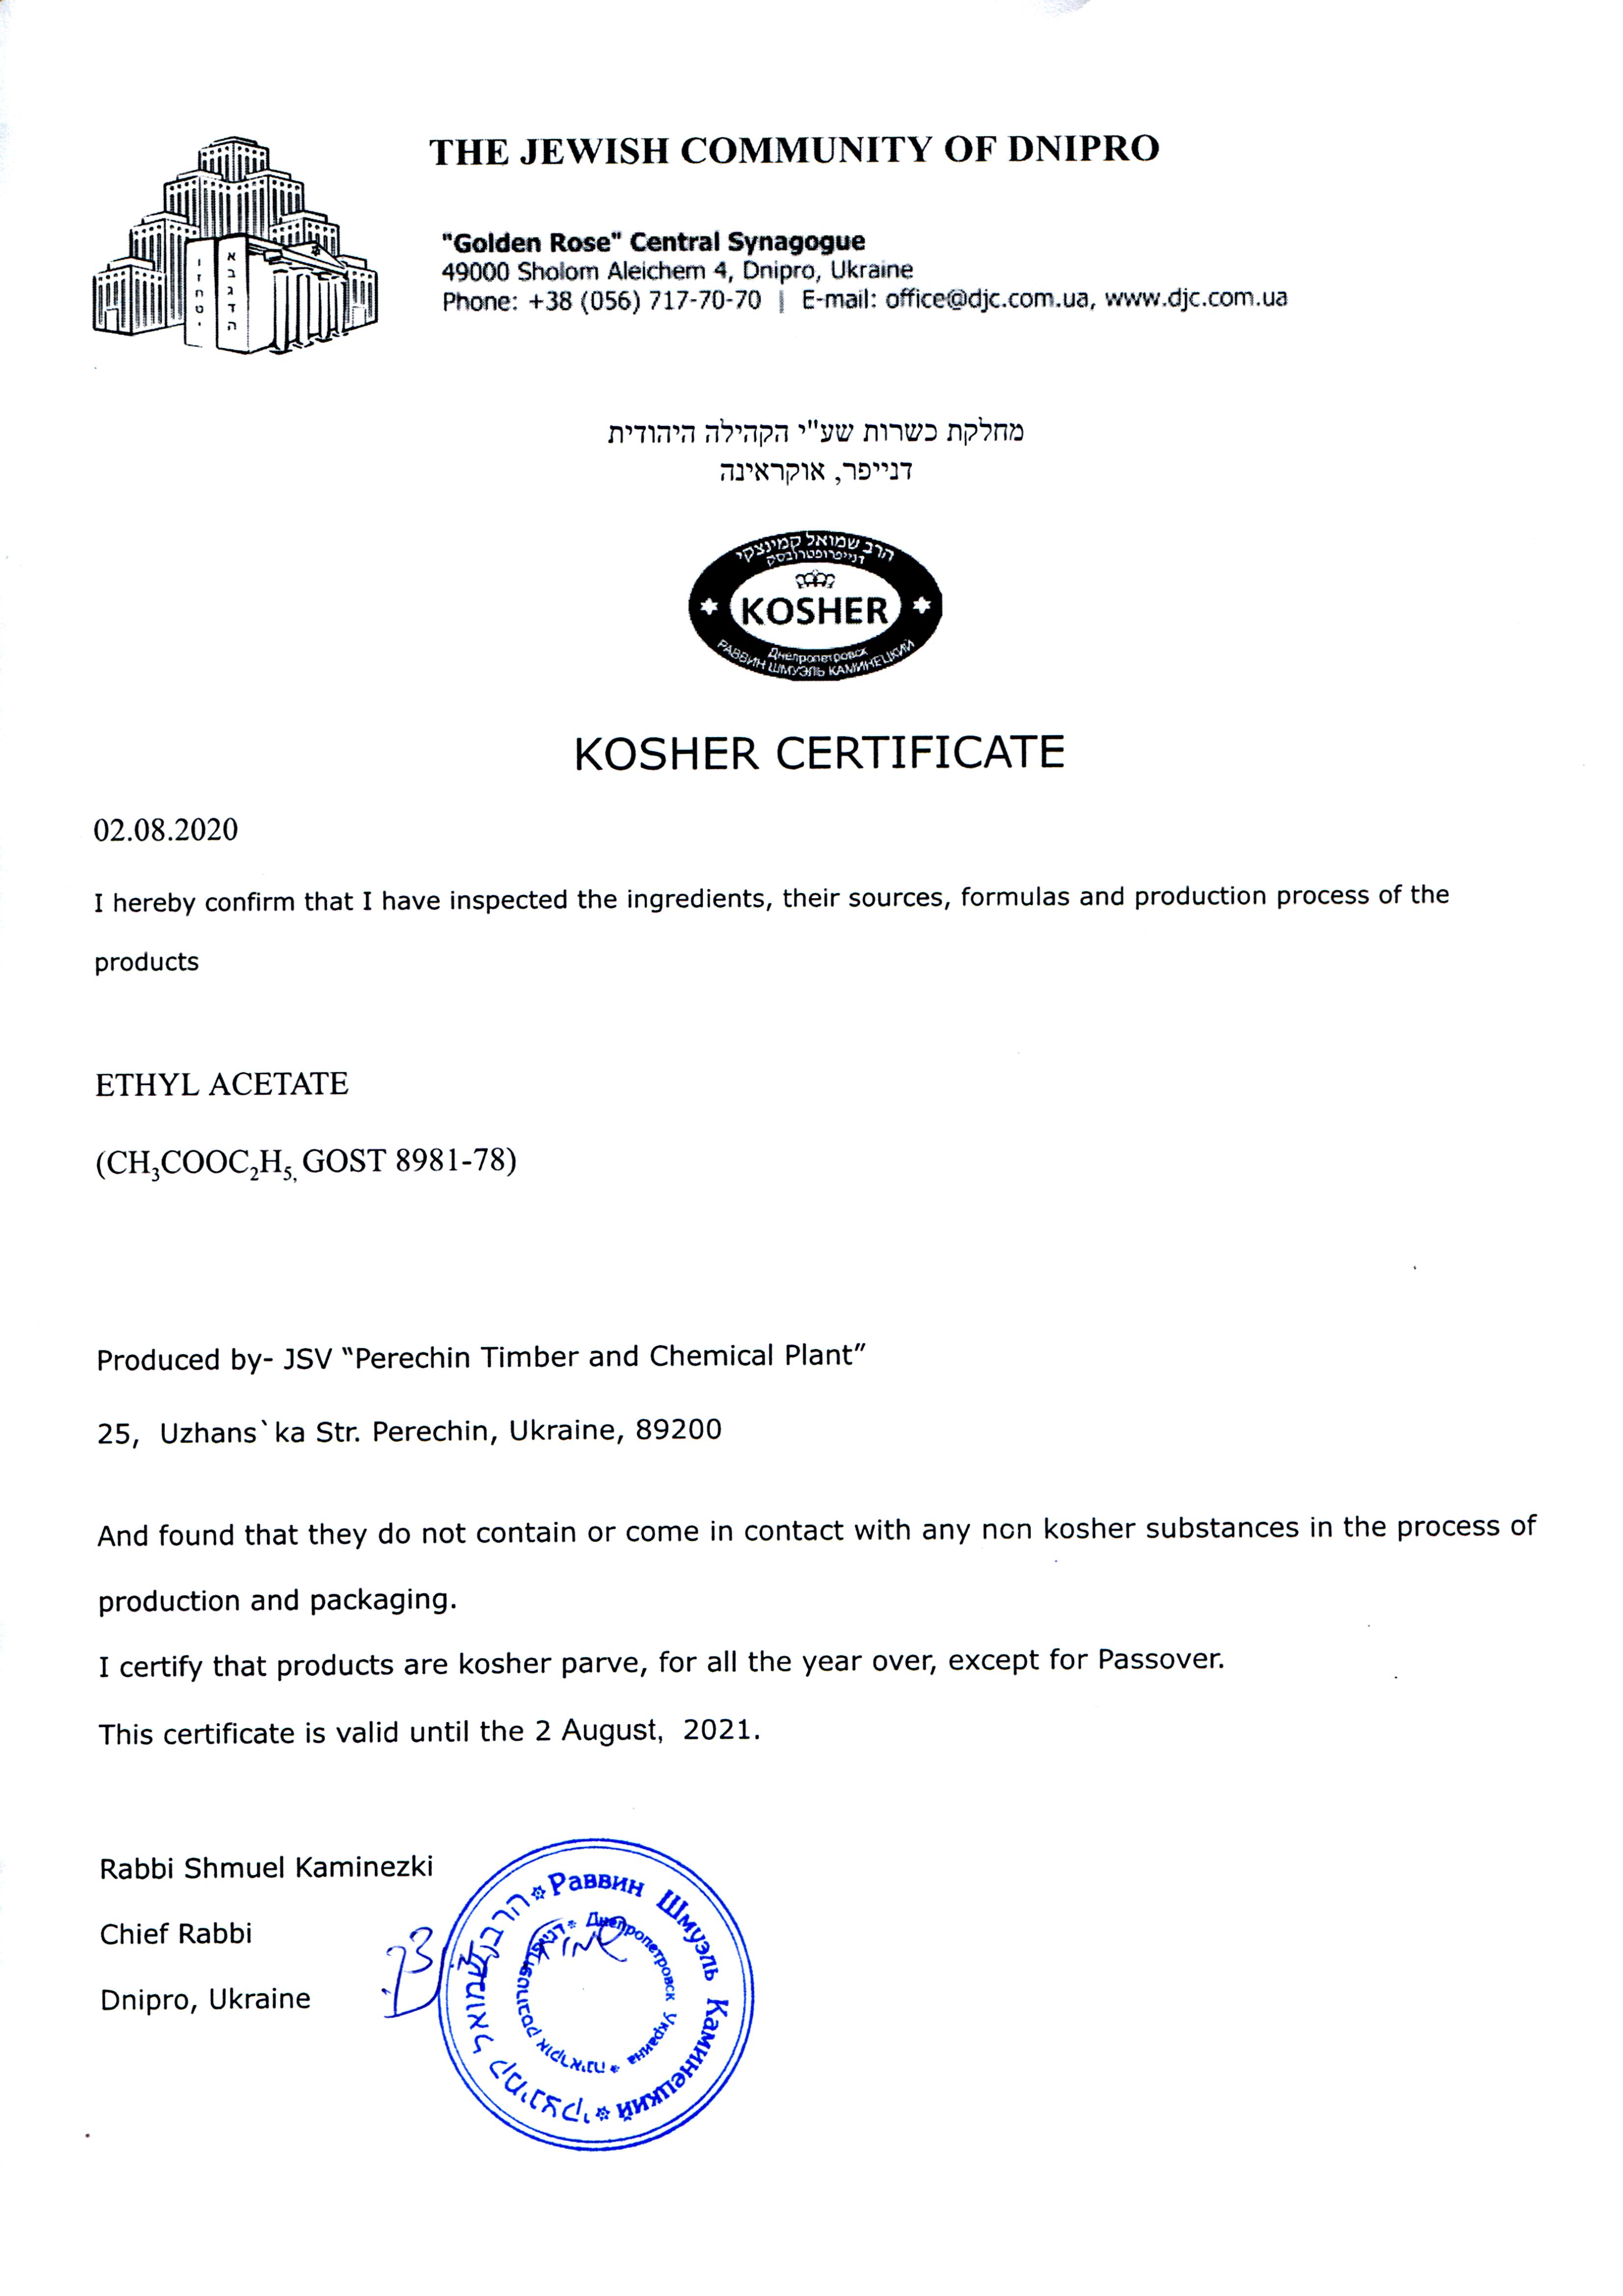 THE JEWISH COMMUNITY OF DNIPRO
"Golden Rose" Central Synagogue
49000 Sholom Aleichem 4, Dnipro, Ukraine
Phone: +38 (056) 717-70-70 | E-mail: office@djc.com.ua, www.djc.com.ua
א ב ג ד ה
ו ז ח ט י
מחלקת כשרות שע"י הקהילה היהודית
דנייפר, אוקראינה
הרב שמואל קמינצקי
דנייפרופטרובסק
KOSHER
Днепропетровск
РАВВИН ШМУЭЛЬ КАМИНЕЦКИЙ
KOSHER CERTIFICATE
02.08.2020
I hereby confirm that I have inspected the ingredients, their sources, formulas and production process of the
products
ETHYL ACETATE
(CH₃COOC₂H₅, GOST 8981-78)
Produced by- JSV “Perechin Timber and Chemical Plant”
25, Uzhans`ka Str. Perechin, Ukraine, 89200
And found that they do not contain or come in contact with any non kosher substances in the process of
production and packaging.
I certify that products are kosher parve, for all the year over, except for Passover.
This certificate is valid until the 2 August, 2021.
Rabbi Shmuel Kaminezki
Chief Rabbi
Dnipro, Ukraine
Раввин Шмуэль Каминецкий
הרב שמואל קמינצקי
Днепропетровск Украина
דנייפרופטרובסק אוקראינה